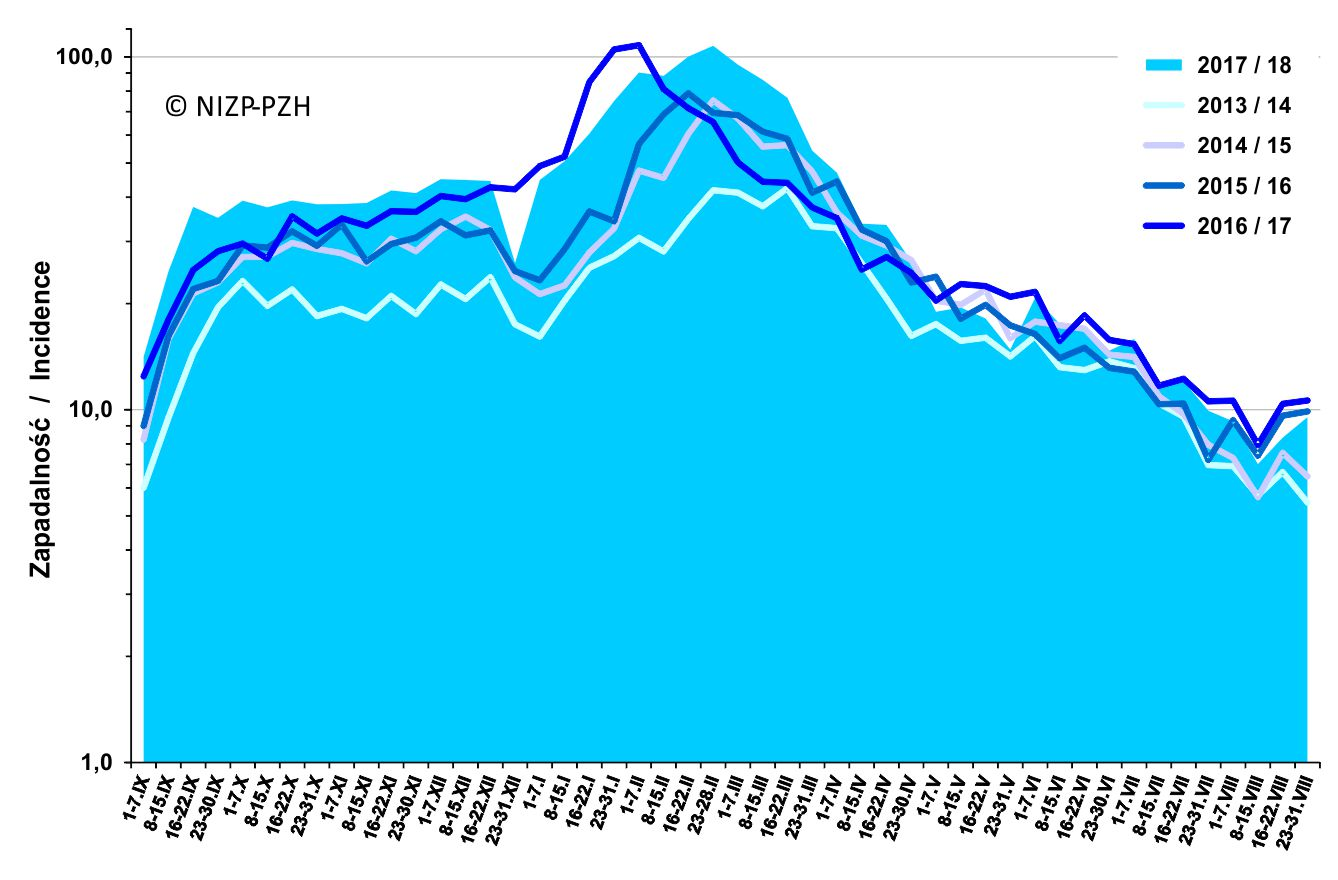 100,0
10,0
1,0
Zapadalność / Incidence
© NIZP-PZH
2017 / 18
2013 / 14
2014 / 15
2015 / 16
2016 / 17
1-7.IX
8-15.IX
16-22.IX
23-30.IX
1-7.X
8-15.X
16-22.X
23-31.X
1-7.XI
8-15.XI
16-22.XI
23-30.XI
1-7.XII
8-15.XII
16-22.XII
23-31.XII
1-7.I
8-15.I
16-22.I
23-31.I
1-7.II
8-15.II
16-22.II
23-28.II
1-7.III
8-15.III
16-22.III
23-31.III
1-7.IV
8-15.IV
16-22.IV
23-30.IV
1-7.V
8-15.V
16-22.V
23-31.V
1-7.VI
8-15.VI
16-22.VI
23-30.VI
1-7.VII
8-15.VII
16-22.VII
23-31.VII
1-7.VIII
8-15.VIII
16-22.VIII
23-31.VIII